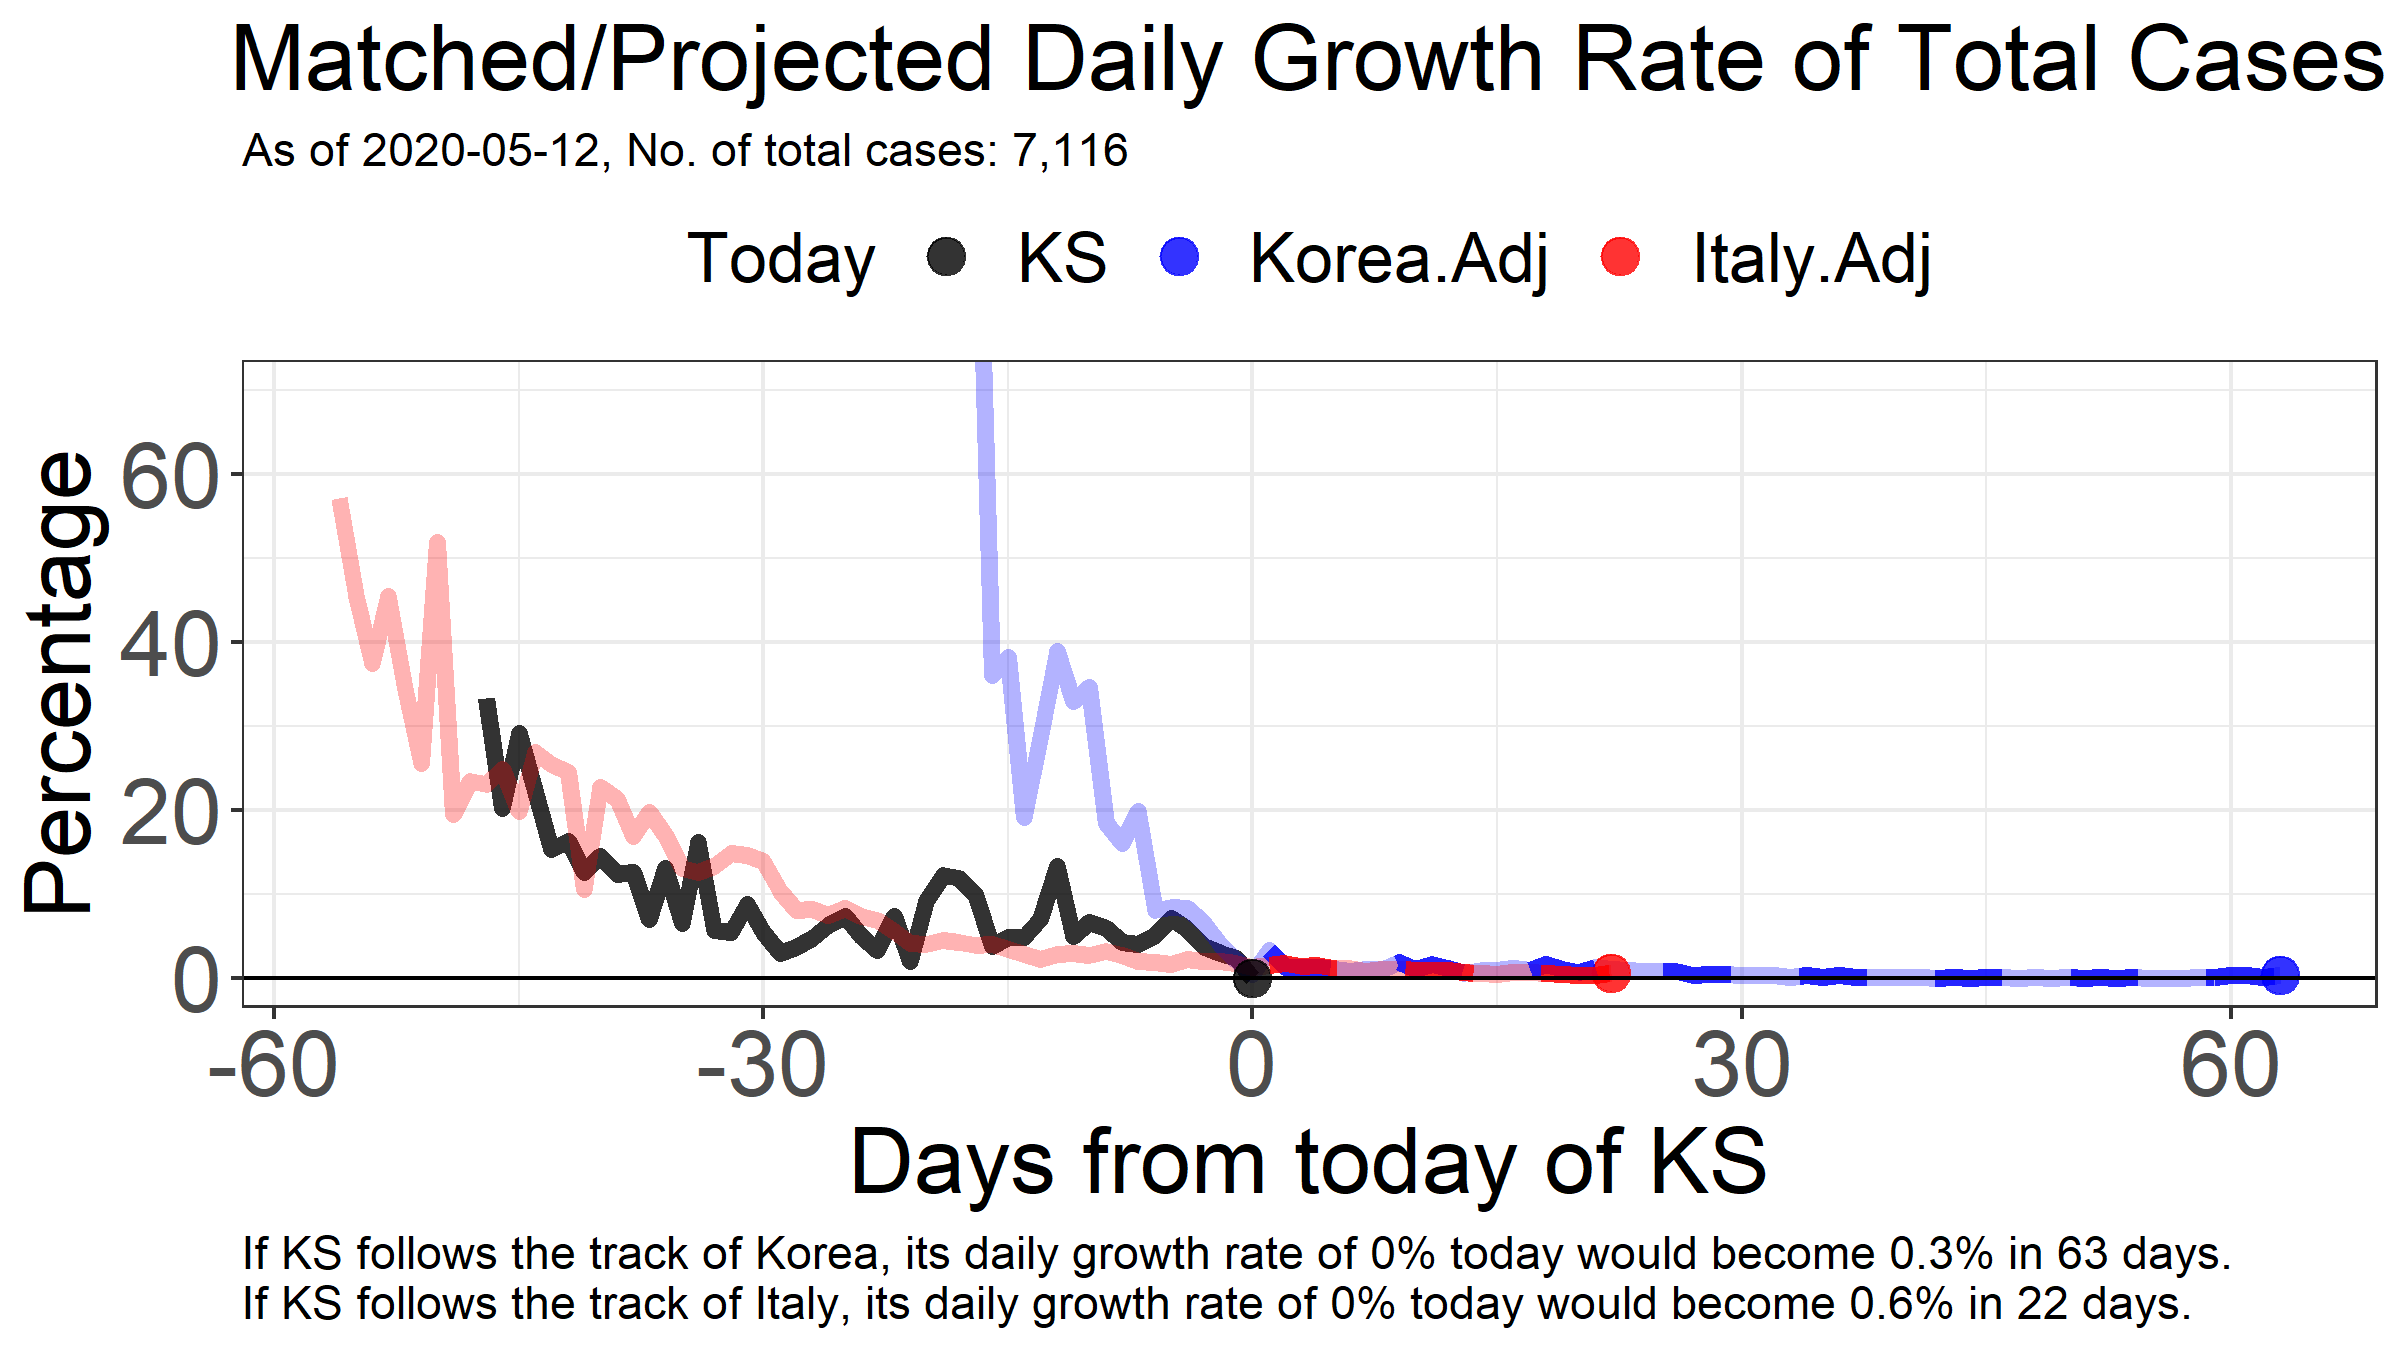 Matched/Projected Daily Growth Rate of Total Cases
As of 2020-05-12, No. of total cases: 7,116
Today KS Korea.Adj Italy.Adj
Percentage
60
40
20
0
-60 -30 0 30 60
Days from today of KS
If KS follows the track of Korea, its daily growth rate of 0% today would become 0.3% in 63 days.
If KS follows the track of Italy, its daily growth rate of 0% today would become 0.6% in 22 days.